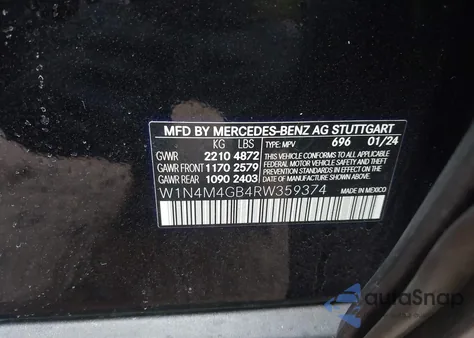 MFD BY MERCEDES-BENZ AG STUTTGART
KG LBS TYPE: MPV 696 01/24
GVWR 2210 4872 THIS VEHICLE CONFORMS TO ALL APPLICABLE
GAWR FRONT 1170 2579 FEDERAL MOTOR VEHICLE SAFETY, BUMPER,
GAWR REAR 1090 2403 AND THEFT PREVENTION STANDARDS IN
EFFECT ON THE DATE OF MANUFACTURE SHOWN ABOVE.
W1N4M4GB4RW359374 MADE IN MEXICO
autoSnap